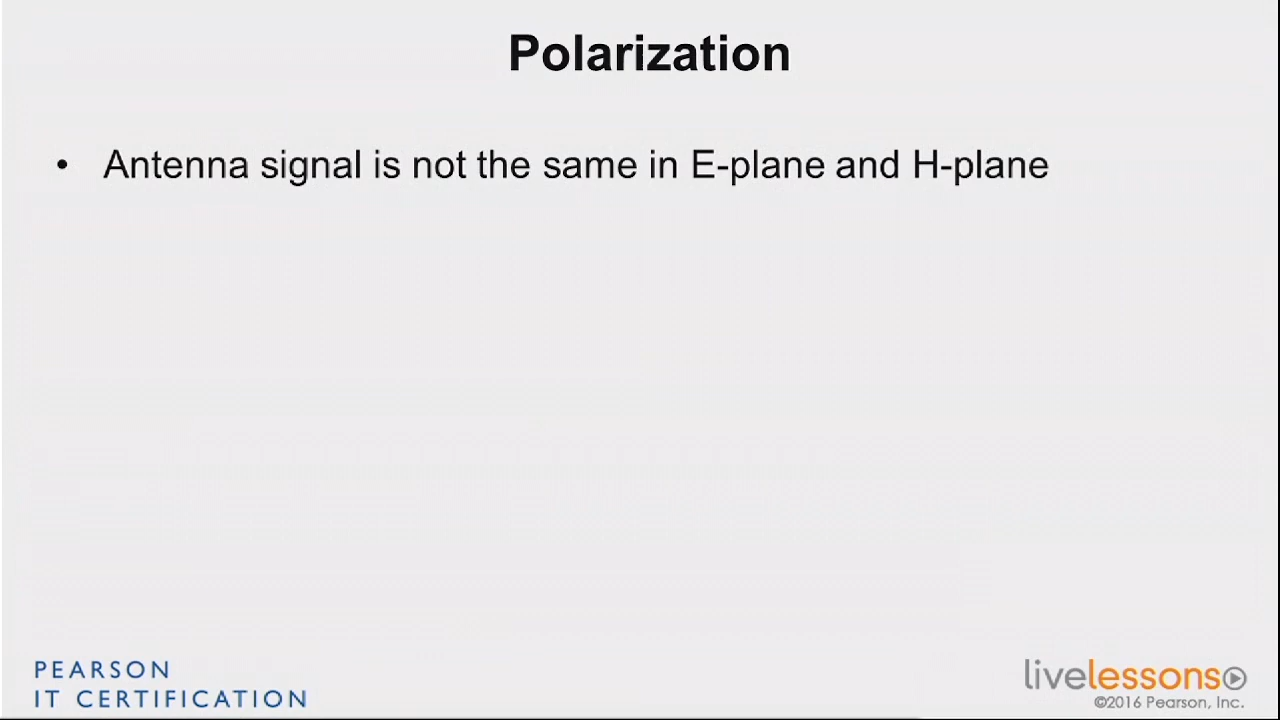 Polarization
• Antenna signal is not the same in E-plane and H-plane
PEARSON
IT CERTIFICATION
livelessons
©2016 Pearson, Inc.